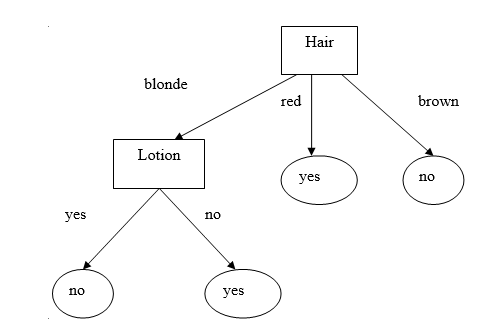 Hair
blonde
red
brown
Lotion
yes
no
yes
no
no
yes